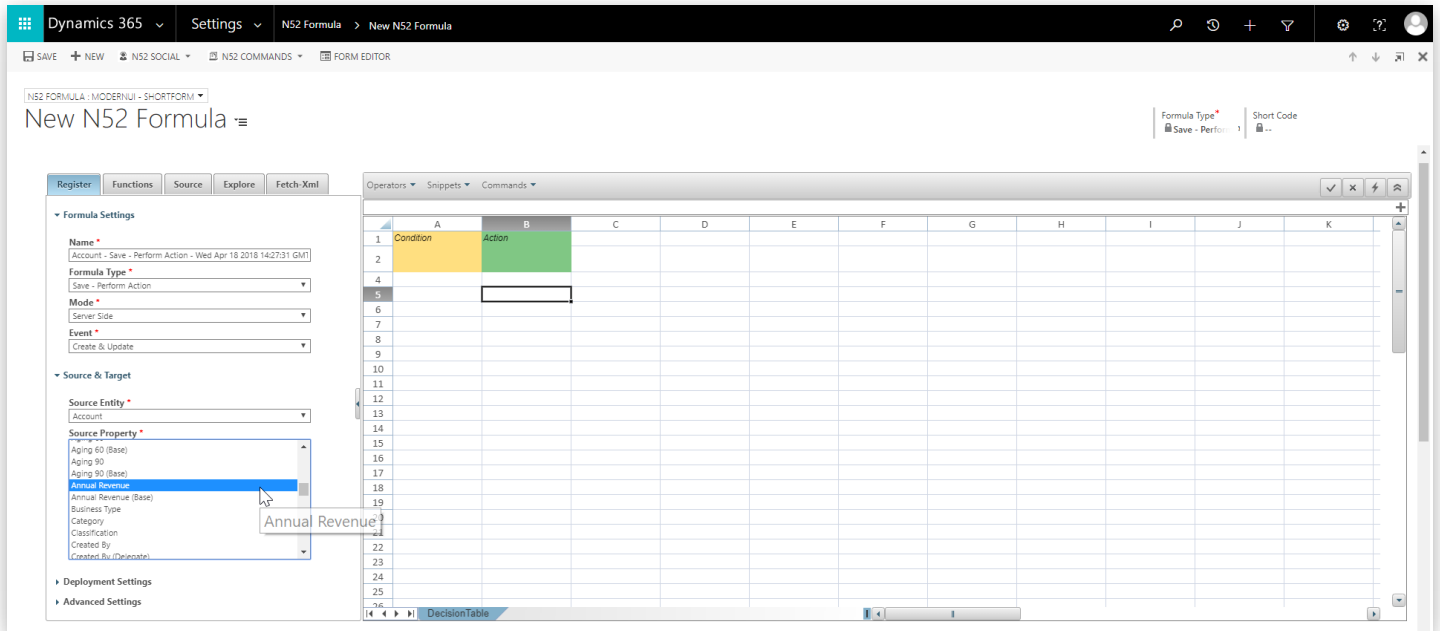 Dynamics 365 Settings N52 Formula > New N52 Formula
SAVE NEW N52 SOCIAL N52 COMMANDS FORM EDITOR
N52 FORMULA : MODERNUI - SHORTFORM
New N52 Formula
Formula Type* Short Code
Save - Perfor 1 --
Register Functions Source Explore Fetch-Xml
Operators Snippets Commands
Formula Settings
Name *
Account - Save - Perform Action - Wed Apr 18 2018 14:27:31 GMT
Formula Type *
Save - Perform Action
Mode *
Server Side
Event *
Create & Update
Source & Target
Source Entity *
Account
Source Property *
Aging 60 (Base)
Aging 90
Aging 90 (Base)
Annual Revenue
Annual Revenue (Base)
Business Type
Category
Classification
Created By
Created By (Delegate)
Annual Revenue
Deployment Settings
Advanced Settings
A B C D E F G H I J K
1 Condition Action
2
4
5
6
7
8
9
10
11
12
13
14
15
16
17
18
19
21
22
23
24
25
26
DecisionTable